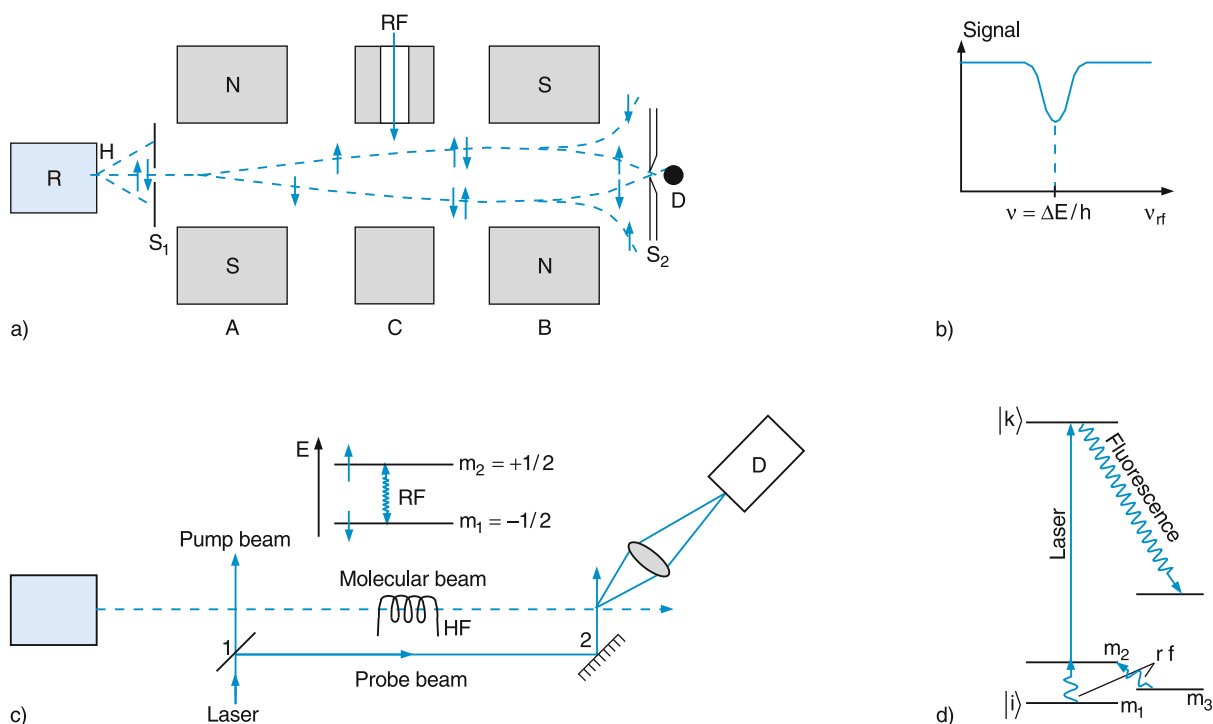 RF
N
S
H
R
D
S₁
S₂
S
N
A
C
B
a)
Signal
ν = ΔE/h
ν_rf
b)
E
m₂ = +1/2
RF
m₁ = −1/2
D
Pump beam
Molecular beam
HF
1
2
Probe beam
Laser
c)
|k⟩
Fluorescence
Laser
m₂
r f
|i⟩
m₁
m₃
d)